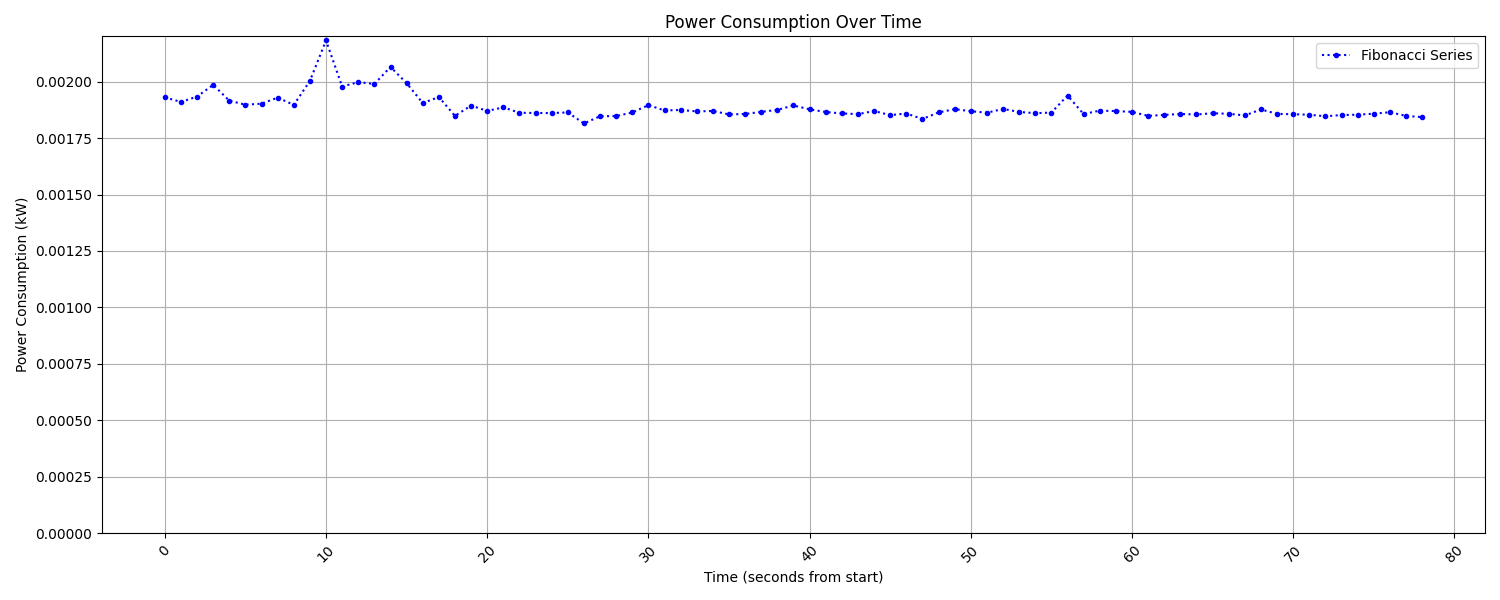 Power Consumption Over Time
Fibonacci Series
Power Consumption (kW)
0.00200
0.00175
0.00150
0.00125
0.00100
0.00075
0.00050
0.00025
0.00000
0 10 20 30 40 50 60 70 80
Time (seconds from start)